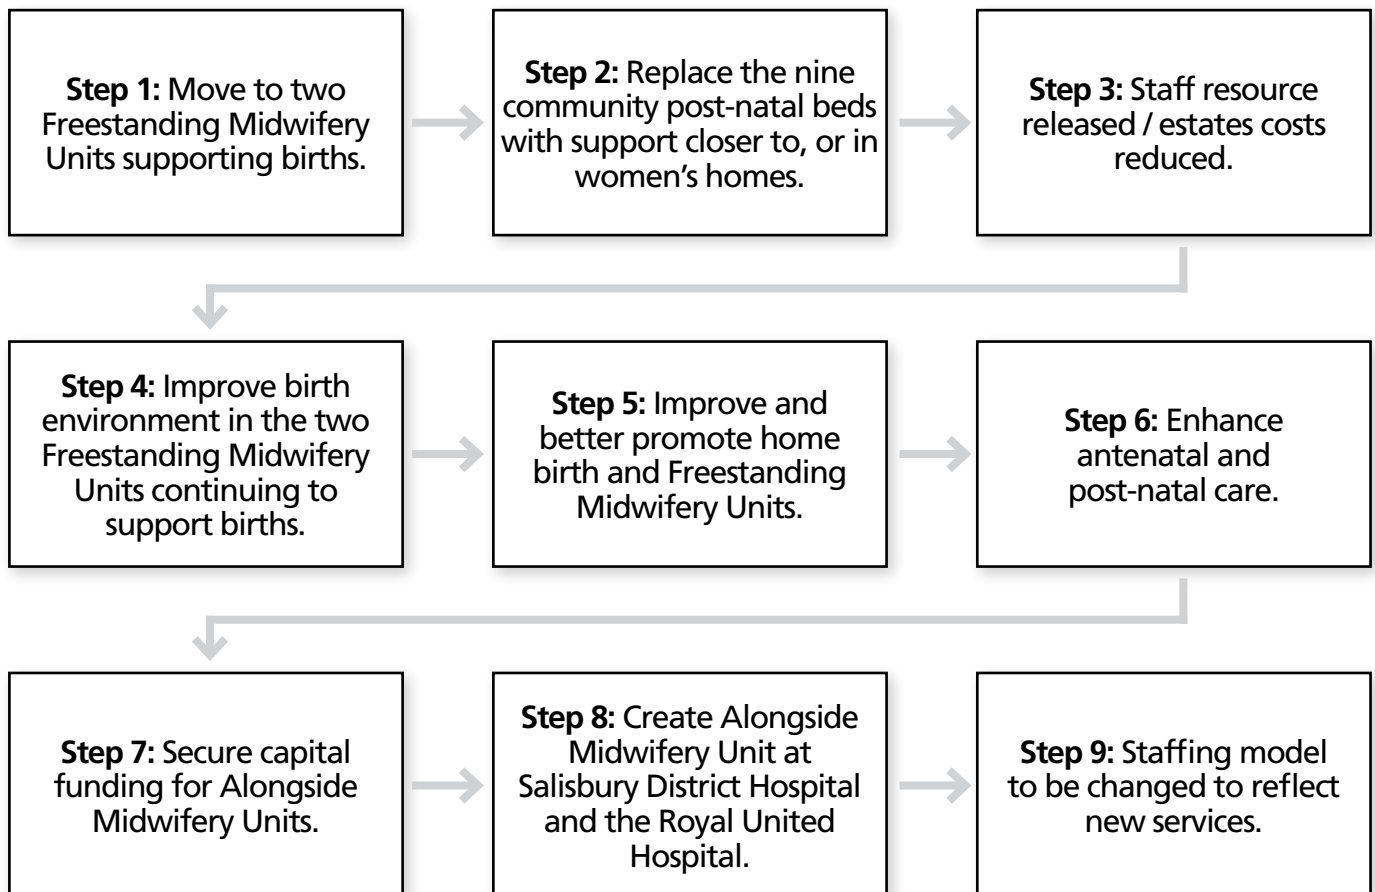 Step 1: Move to two
Freestanding Midwifery
Units supporting births.
Step 2: Replace the nine
community post-natal beds
with support closer to, or in
women's homes.
Step 3: Staff resource
released / estates costs
reduced.
Step 4: Improve birth
environment in the two
Freestanding Midwifery
Units continuing to
support births.
Step 5: Improve and
better promote home
birth and Freestanding
Midwifery Units.
Step 6: Enhance
antenatal and
post-natal care.
Step 7: Secure capital
funding for Alongside
Midwifery Units.
Step 8: Create Alongside
Midwifery Unit at
Salisbury District Hospital
and the Royal United
Hospital.
Step 9: Staffing model
to be changed to reflect
new services.